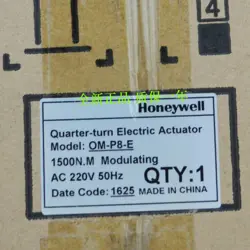 4
Honeywell
Quarter-turn Electric Actuator
Model: OM-P8-E
1500N.M Modulating
AC 220V 50Hz
QTY:1
Date Code: 1625 MADE IN CHINA